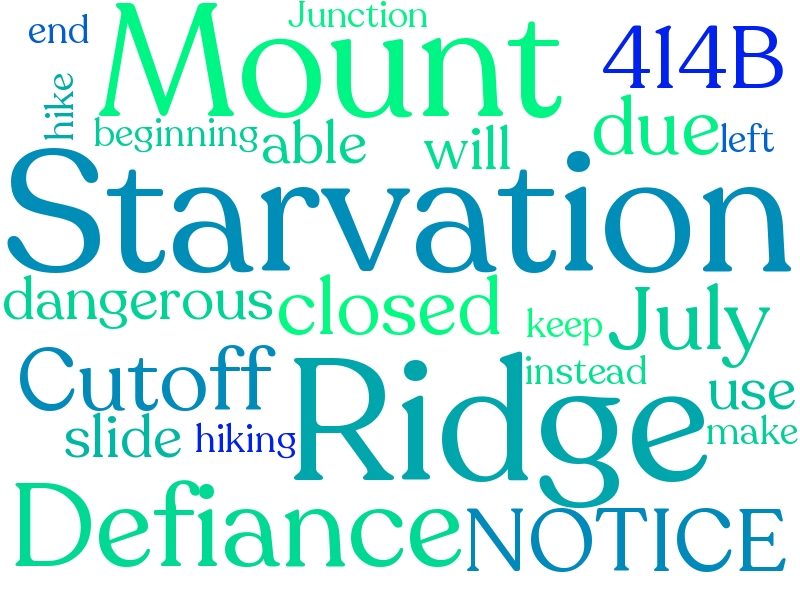 Junction
end
Mount
414B
hike
beginning
able
will
due
left
Starvation
dangerous
closed
keep
July
Cutoff
Ridge
instead
use
slide
hiking
make
Defiance
NOTICE